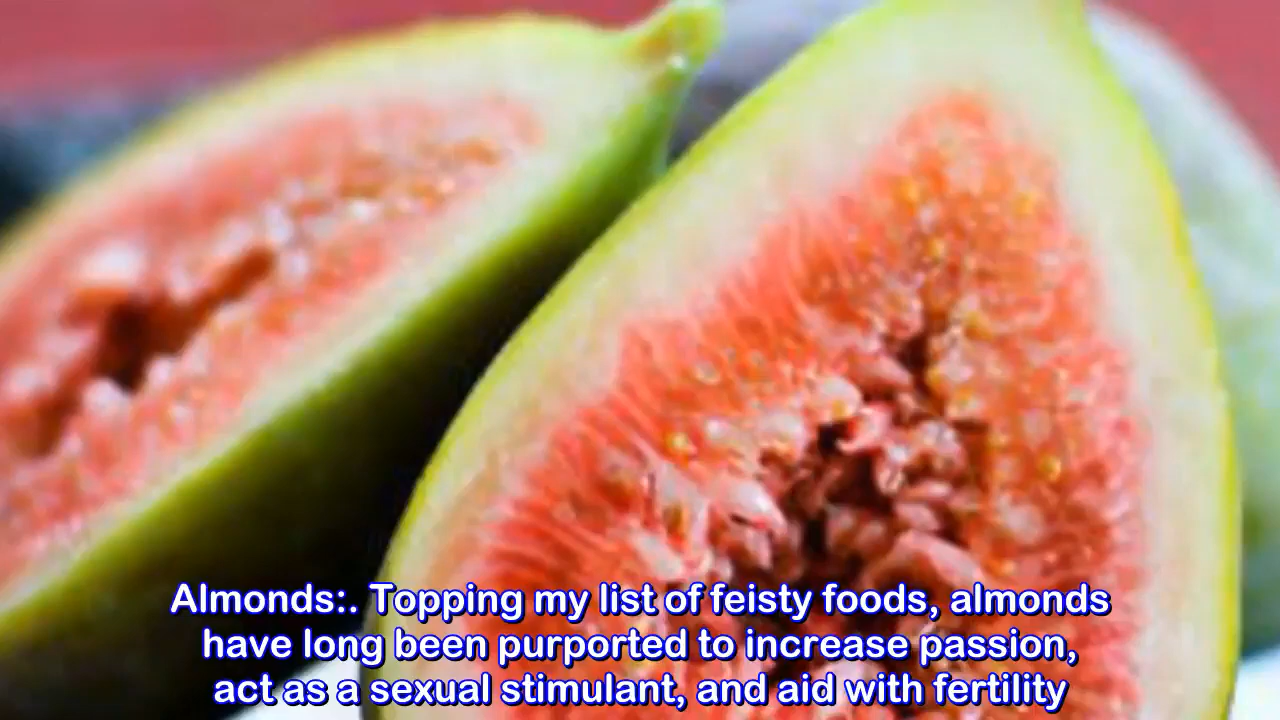 Almonds:. Topping my list of feisty foods, almonds
have long been purported to increase passion,
act as a sexual stimulant, and aid with fertility